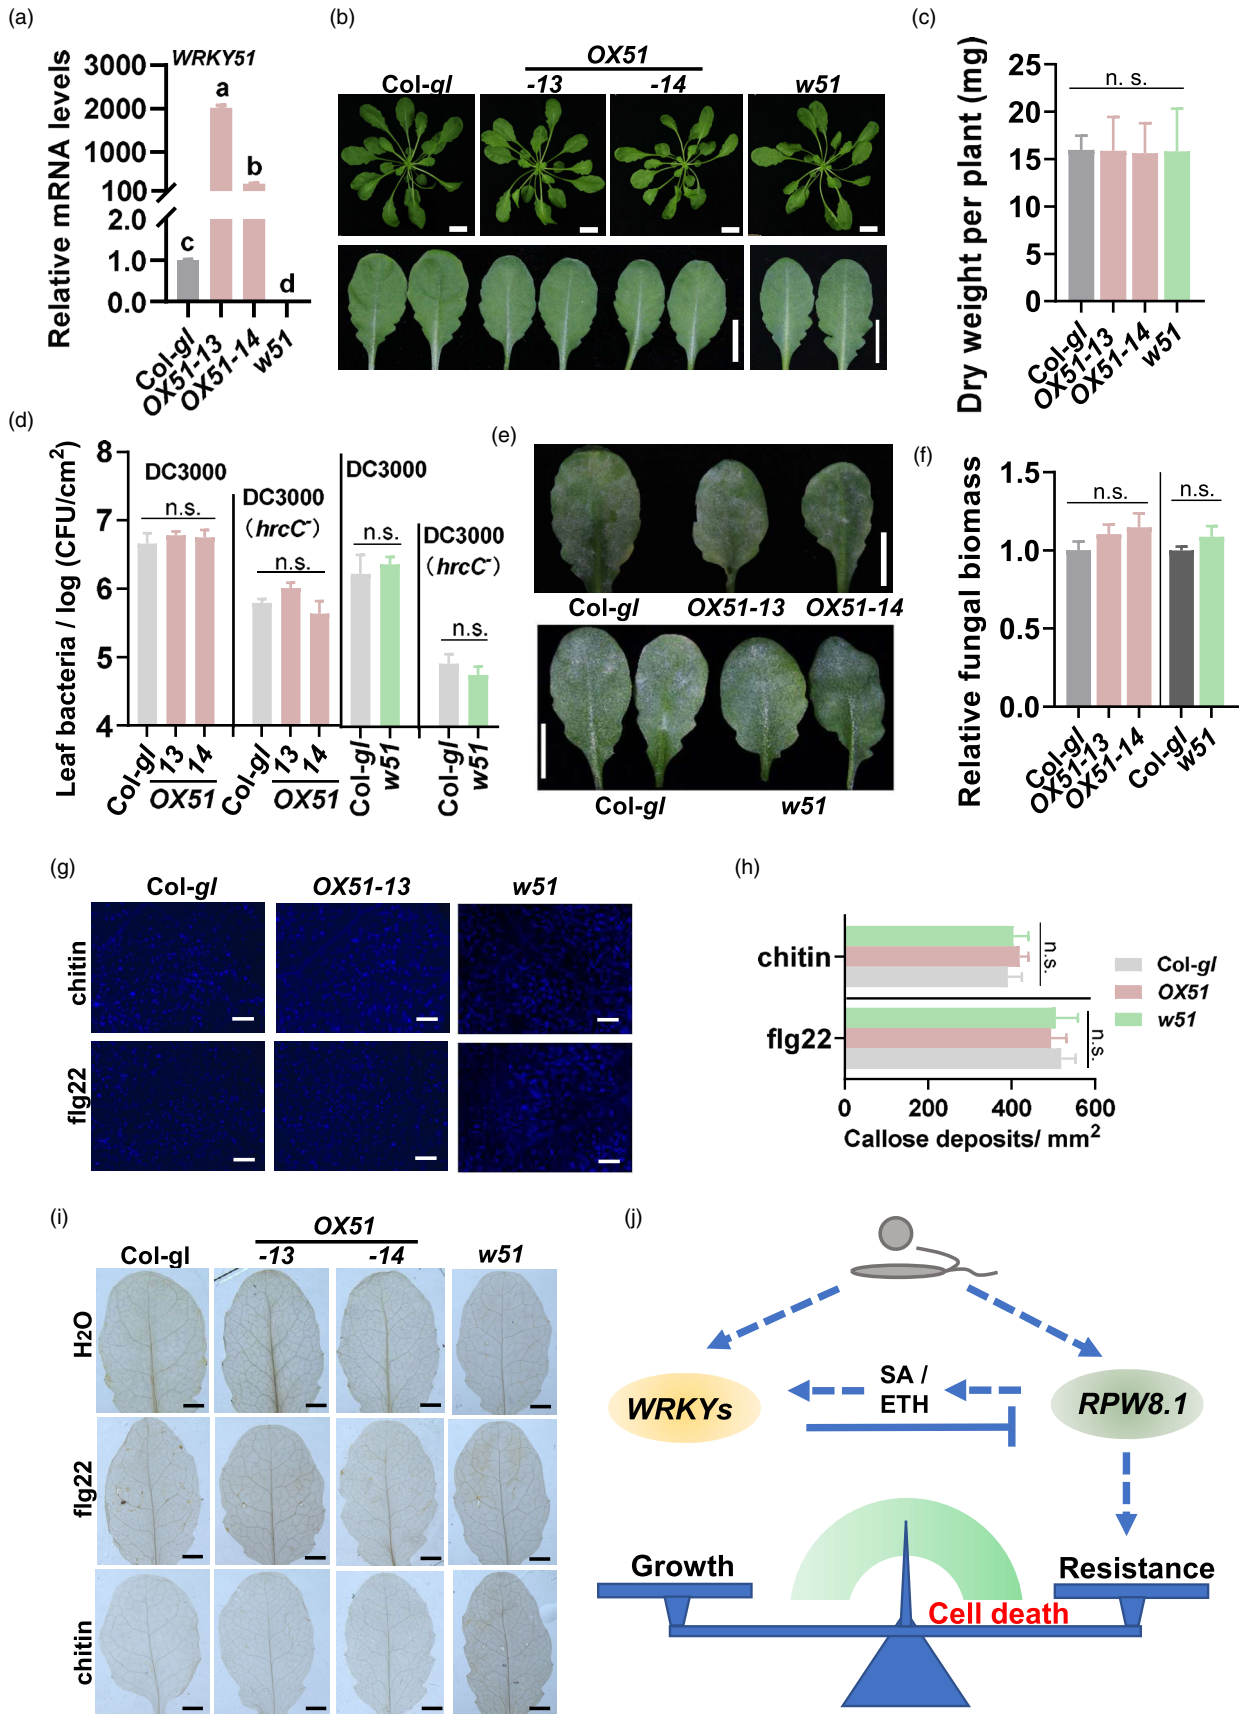 (a)
WRKY51
Relative mRNA levels
3000
2000
1000
100
2.0
1.0
0.0
a
b
c
d
Col-gl
OX51-13
OX51-14
w51
(b)
OX51
Col-gl
-13
-14
w51
(c)
Dry weight per plant (mg)
25
20
15
10
5
0
n. s.
Col-gl
OX51-13
OX51-14
w51
(d)
Leaf bacteria / log (CFU/cm2)
8
7
6
5
4
DC3000
n.s.
DC3000
(hrcC-)
n.s.
DC3000
n.s.
DC3000
(hrcC-)
n.s.
Col-gl
13
14
OX51
Col-gl
13
14
OX51
Col-gl
w51
Col-gl
w51
(e)
Col-gl
OX51-13
OX51-14
Col-gl
w51
(f)
Relative fungal biomass
1.5
1.0
0.5
0.0
n.s.
n.s.
Col-gl
OX51-13
OX51-14
Col-gl
w51
(g)
Col-gl
OX51-13
w51
chitin
flg22
(h)
chitin
flg22
n.s.
n.s.
Col-gl
OX51
w51
0
200
400
600
Callose deposits/ mm2
(i)
OX51
Col-gl
-13
-14
w51
H2O
flg22
chitin
(j)
WRKYs
SA /
ETH
RPW8.1
Growth
Resistance
Cell death